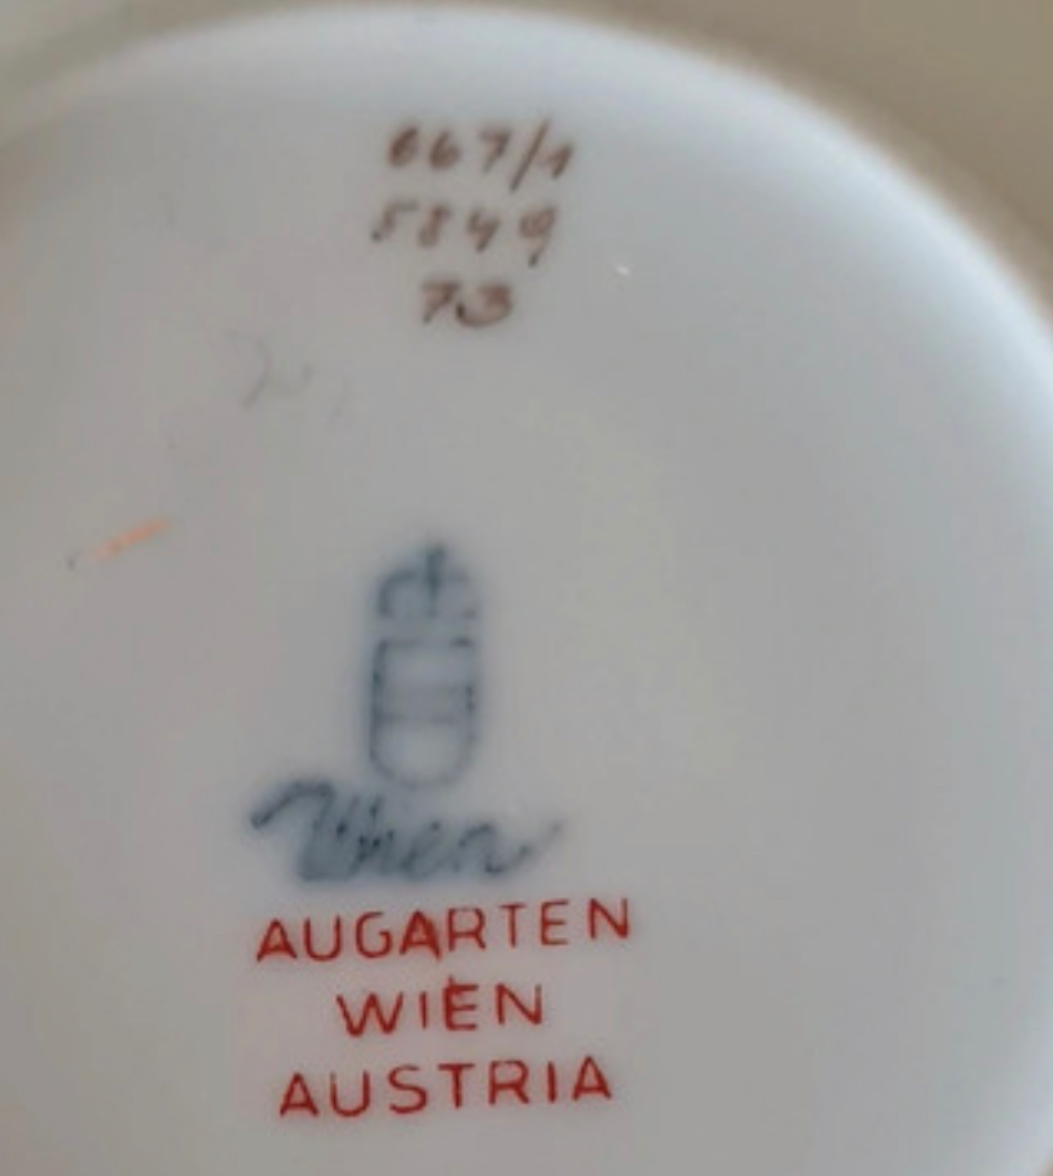 667/1
5849
73
Wien
AUGARTEN
WIEN
AUSTRIA